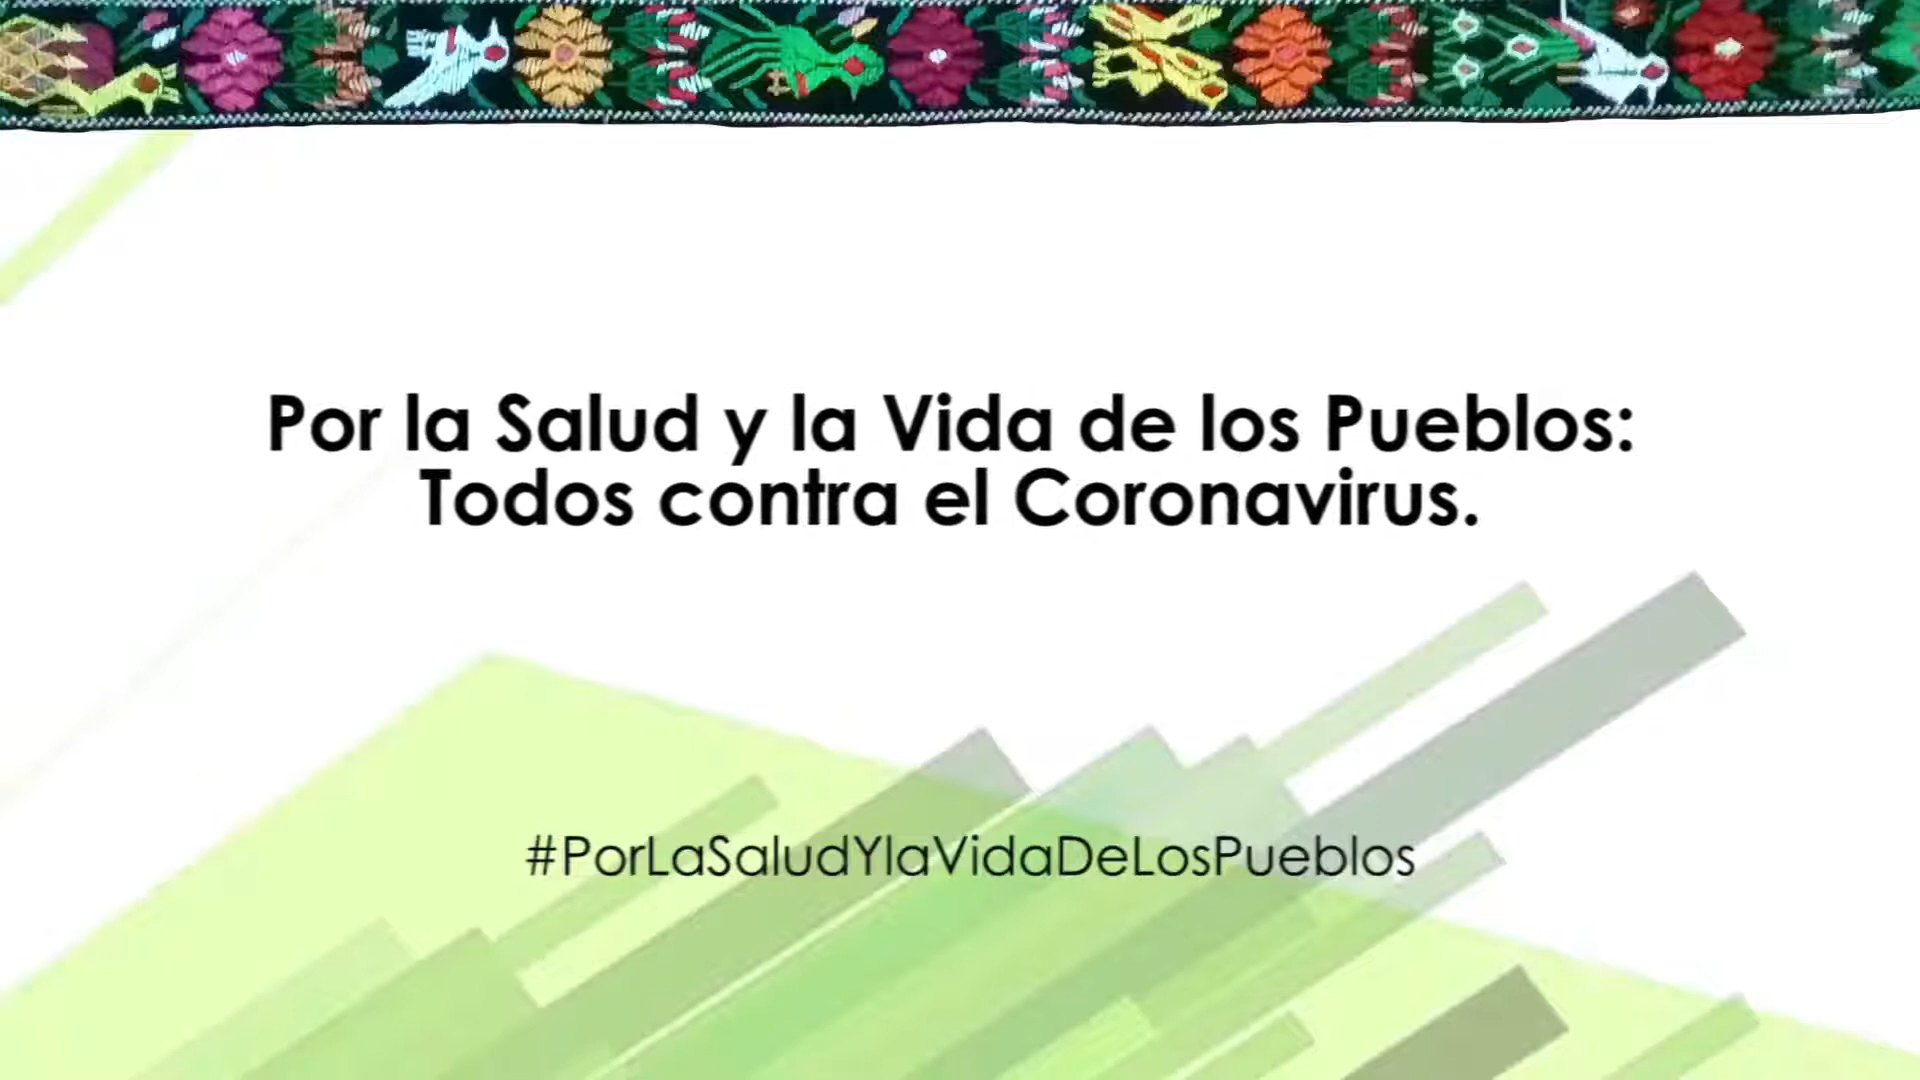 Por la Salud y la Vida de los Pueblos:
Todos contra el Coronavirus.
#PorLaSaludYlaVidaDeLosPueblos